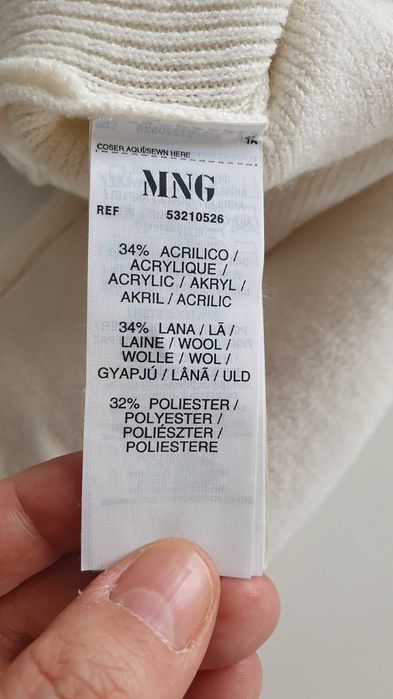 COSER AQUÍ/SEWN HERE
MNG
REF 53210526
34% ACRILICO /
ACRYLIQUE /
ACRYLIC / AKRYL /
AKRIL / ACRILIC
34% LANA / LÃ /
LAINE / WOOL /
WOLLE / WOL /
GYAPJÚ / LÂNĂ / ULD
32% POLIESTER /
POLYESTER /
POLIÉSZTER /
POLIESTERE